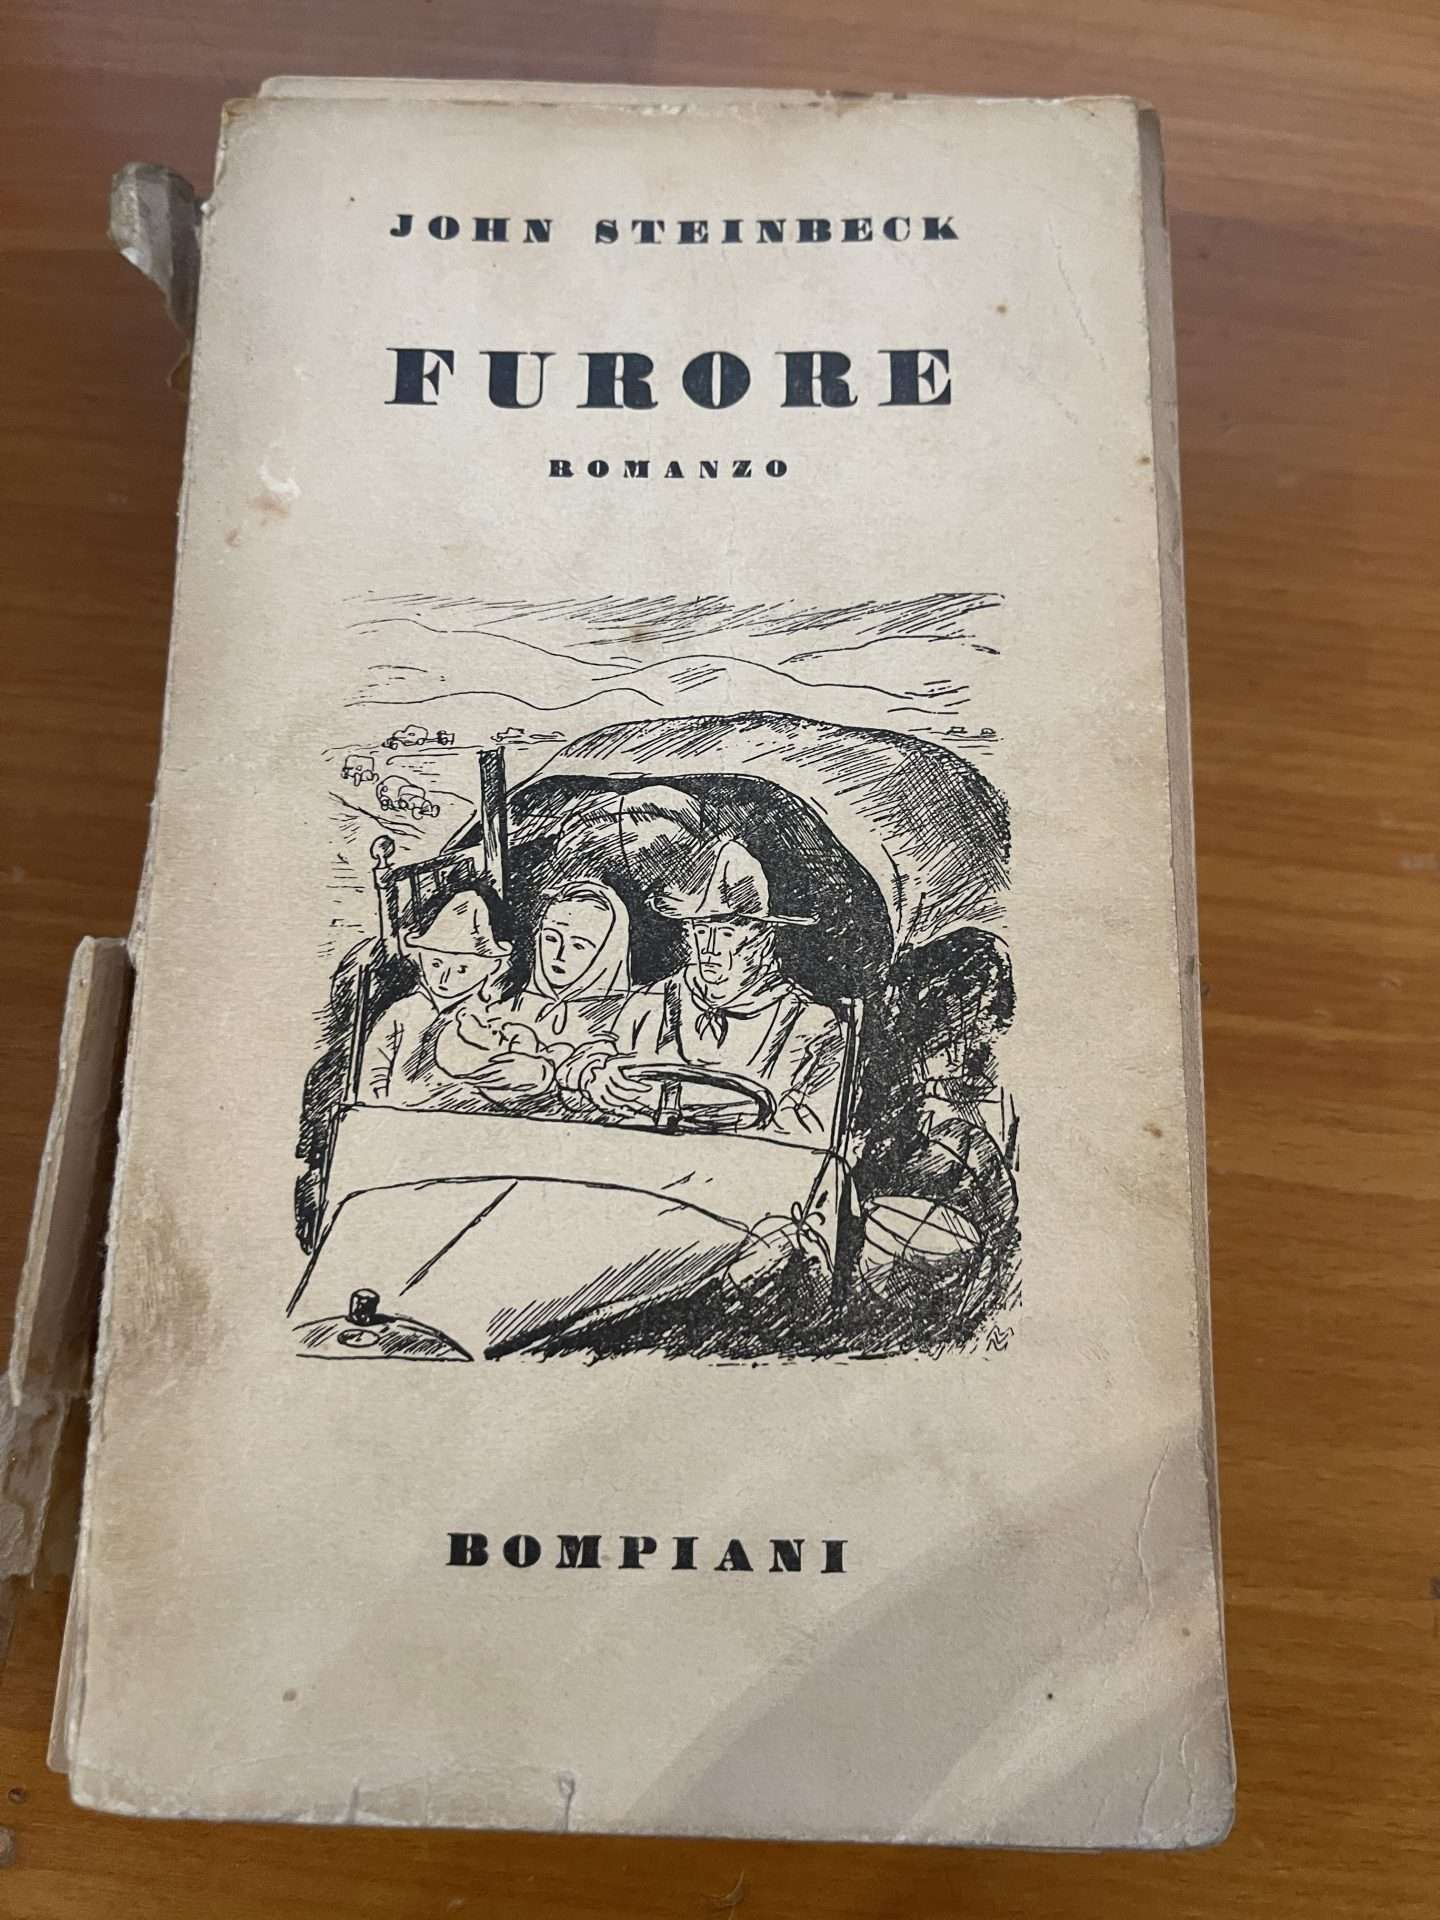 JOHN STEINBECK
FURORE
ROMANZO
BOMPIANI